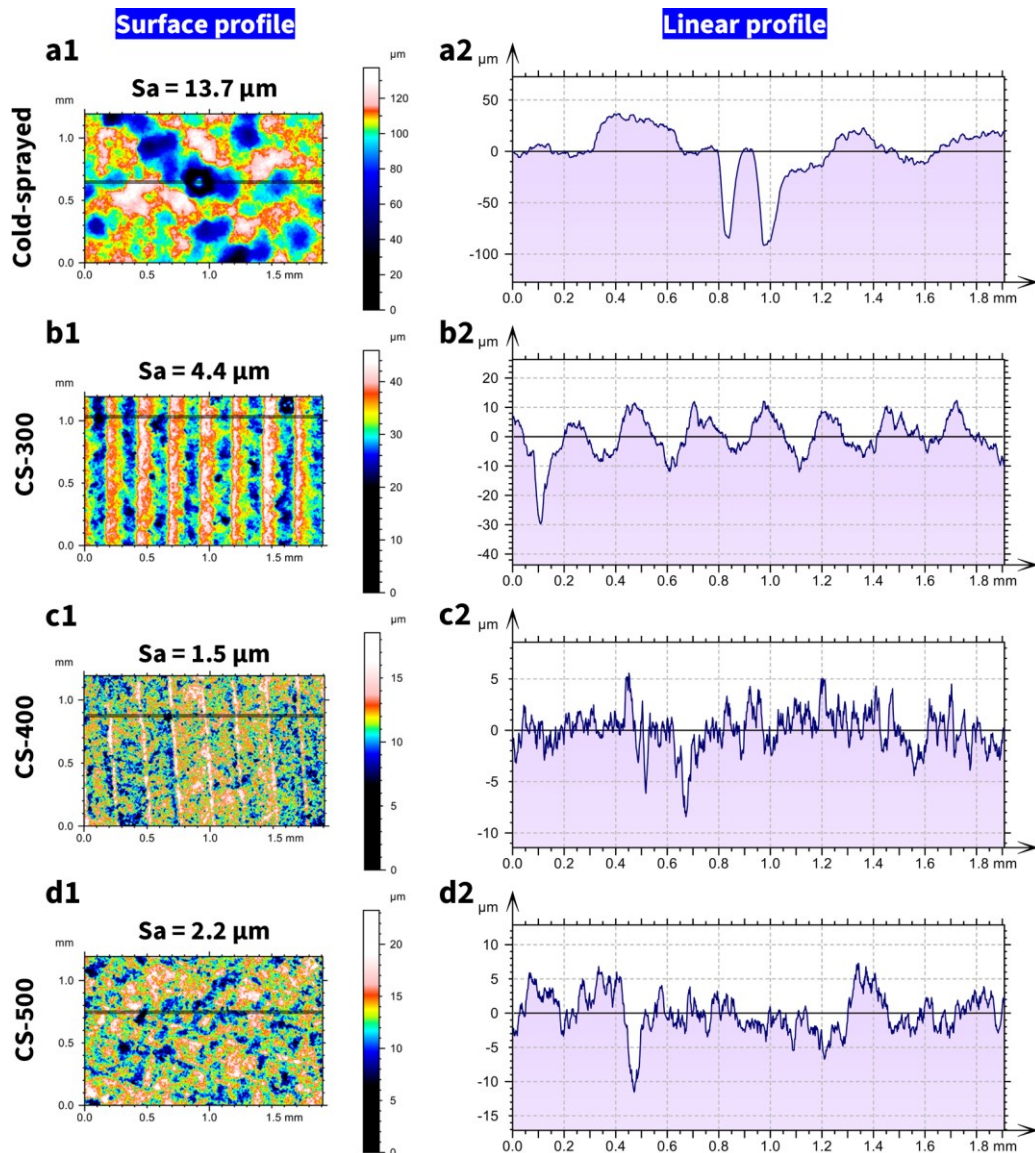 Surface profile
Linear profile
a1
Cold-sprayed
Sa = 13.7 µm
mm
1.0
0.5
0.0
0.0 0.5 1.0 1.5 mm
µm
120
100
80
60
40
20
0
a2
µm
50
0
-50
-100
0.0 0.2 0.4 0.6 0.8 1.0 1.2 1.4 1.6 1.8 mm
b1
CS-300
Sa = 4.4 µm
mm
1.0
0.5
0.0
0.0 0.5 1.0 1.5 mm
µm
40
30
20
10
0
b2
µm
20
10
0
-10
-20
-30
-40
0.0 0.2 0.4 0.6 0.8 1.0 1.2 1.4 1.6 1.8 mm
c1
CS-400
Sa = 1.5 µm
mm
1.0
0.5
0.0
0.0 0.5 1.0 1.5 mm
µm
15
10
5
0
c2
µm
5
0
-5
-10
0.0 0.2 0.4 0.6 0.8 1.0 1.2 1.4 1.6 1.8 mm
d1
CS-500
Sa = 2.2 µm
mm
1.0
0.5
0.0
0.0 0.5 1.0 1.5 mm
µm
20
15
10
5
0
d2
µm
10
5
0
-5
-10
-15
0.0 0.2 0.4 0.6 0.8 1.0 1.2 1.4 1.6 1.8 mm